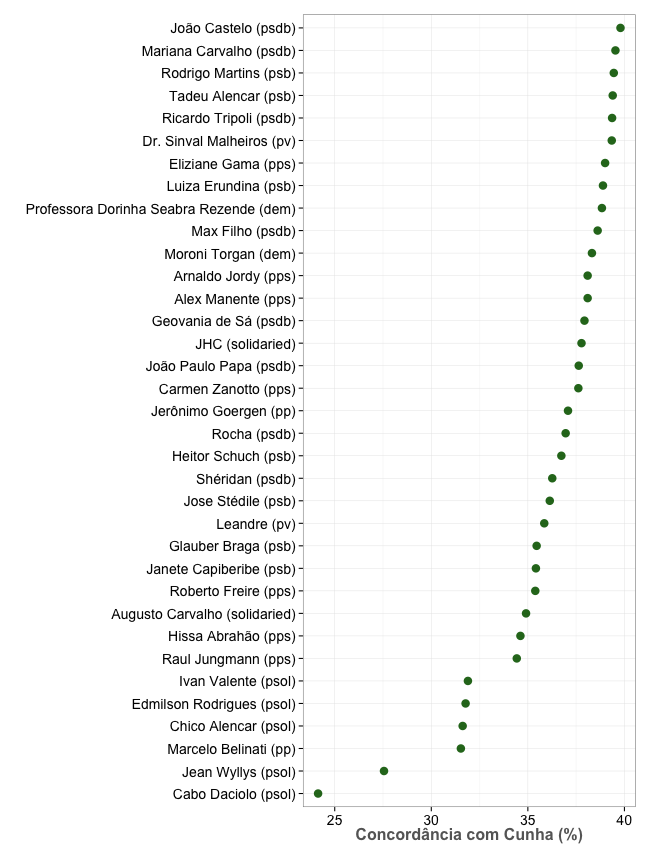 João Castelo (psdb)
Mariana Carvalho (psdb)
Rodrigo Martins (psb)
Tadeu Alencar (psb)
Ricardo Tripoli (psdb)
Dr. Sinval Malheiros (pv)
Eliziane Gama (pps)
Luiza Erundina (psb)
Professora Dorinha Seabra Rezende (dem)
Max Filho (psdb)
Moroni Torgan (dem)
Arnaldo Jordy (pps)
Alex Manente (pps)
Geovania de Sá (psdb)
JHC (solidaried)
João Paulo Papa (psdb)
Carmen Zanotto (pps)
Jerônimo Goergen (pp)
Rocha (psdb)
Heitor Schuch (psb)
Shéridan (psdb)
Jose Stédile (psb)
Leandre (pv)
Glauber Braga (psb)
Janete Capiberibe (psb)
Roberto Freire (pps)
Augusto Carvalho (solidaried)
Hissa Abrahão (pps)
Raul Jungmann (pps)
Ivan Valente (psol)
Edmilson Rodrigues (psol)
Chico Alencar (psol)
Marcelo Belinati (pp)
Jean Wyllys (psol)
Cabo Daciolo (psol)
25 30 35 40
Concordância com Cunha (%)